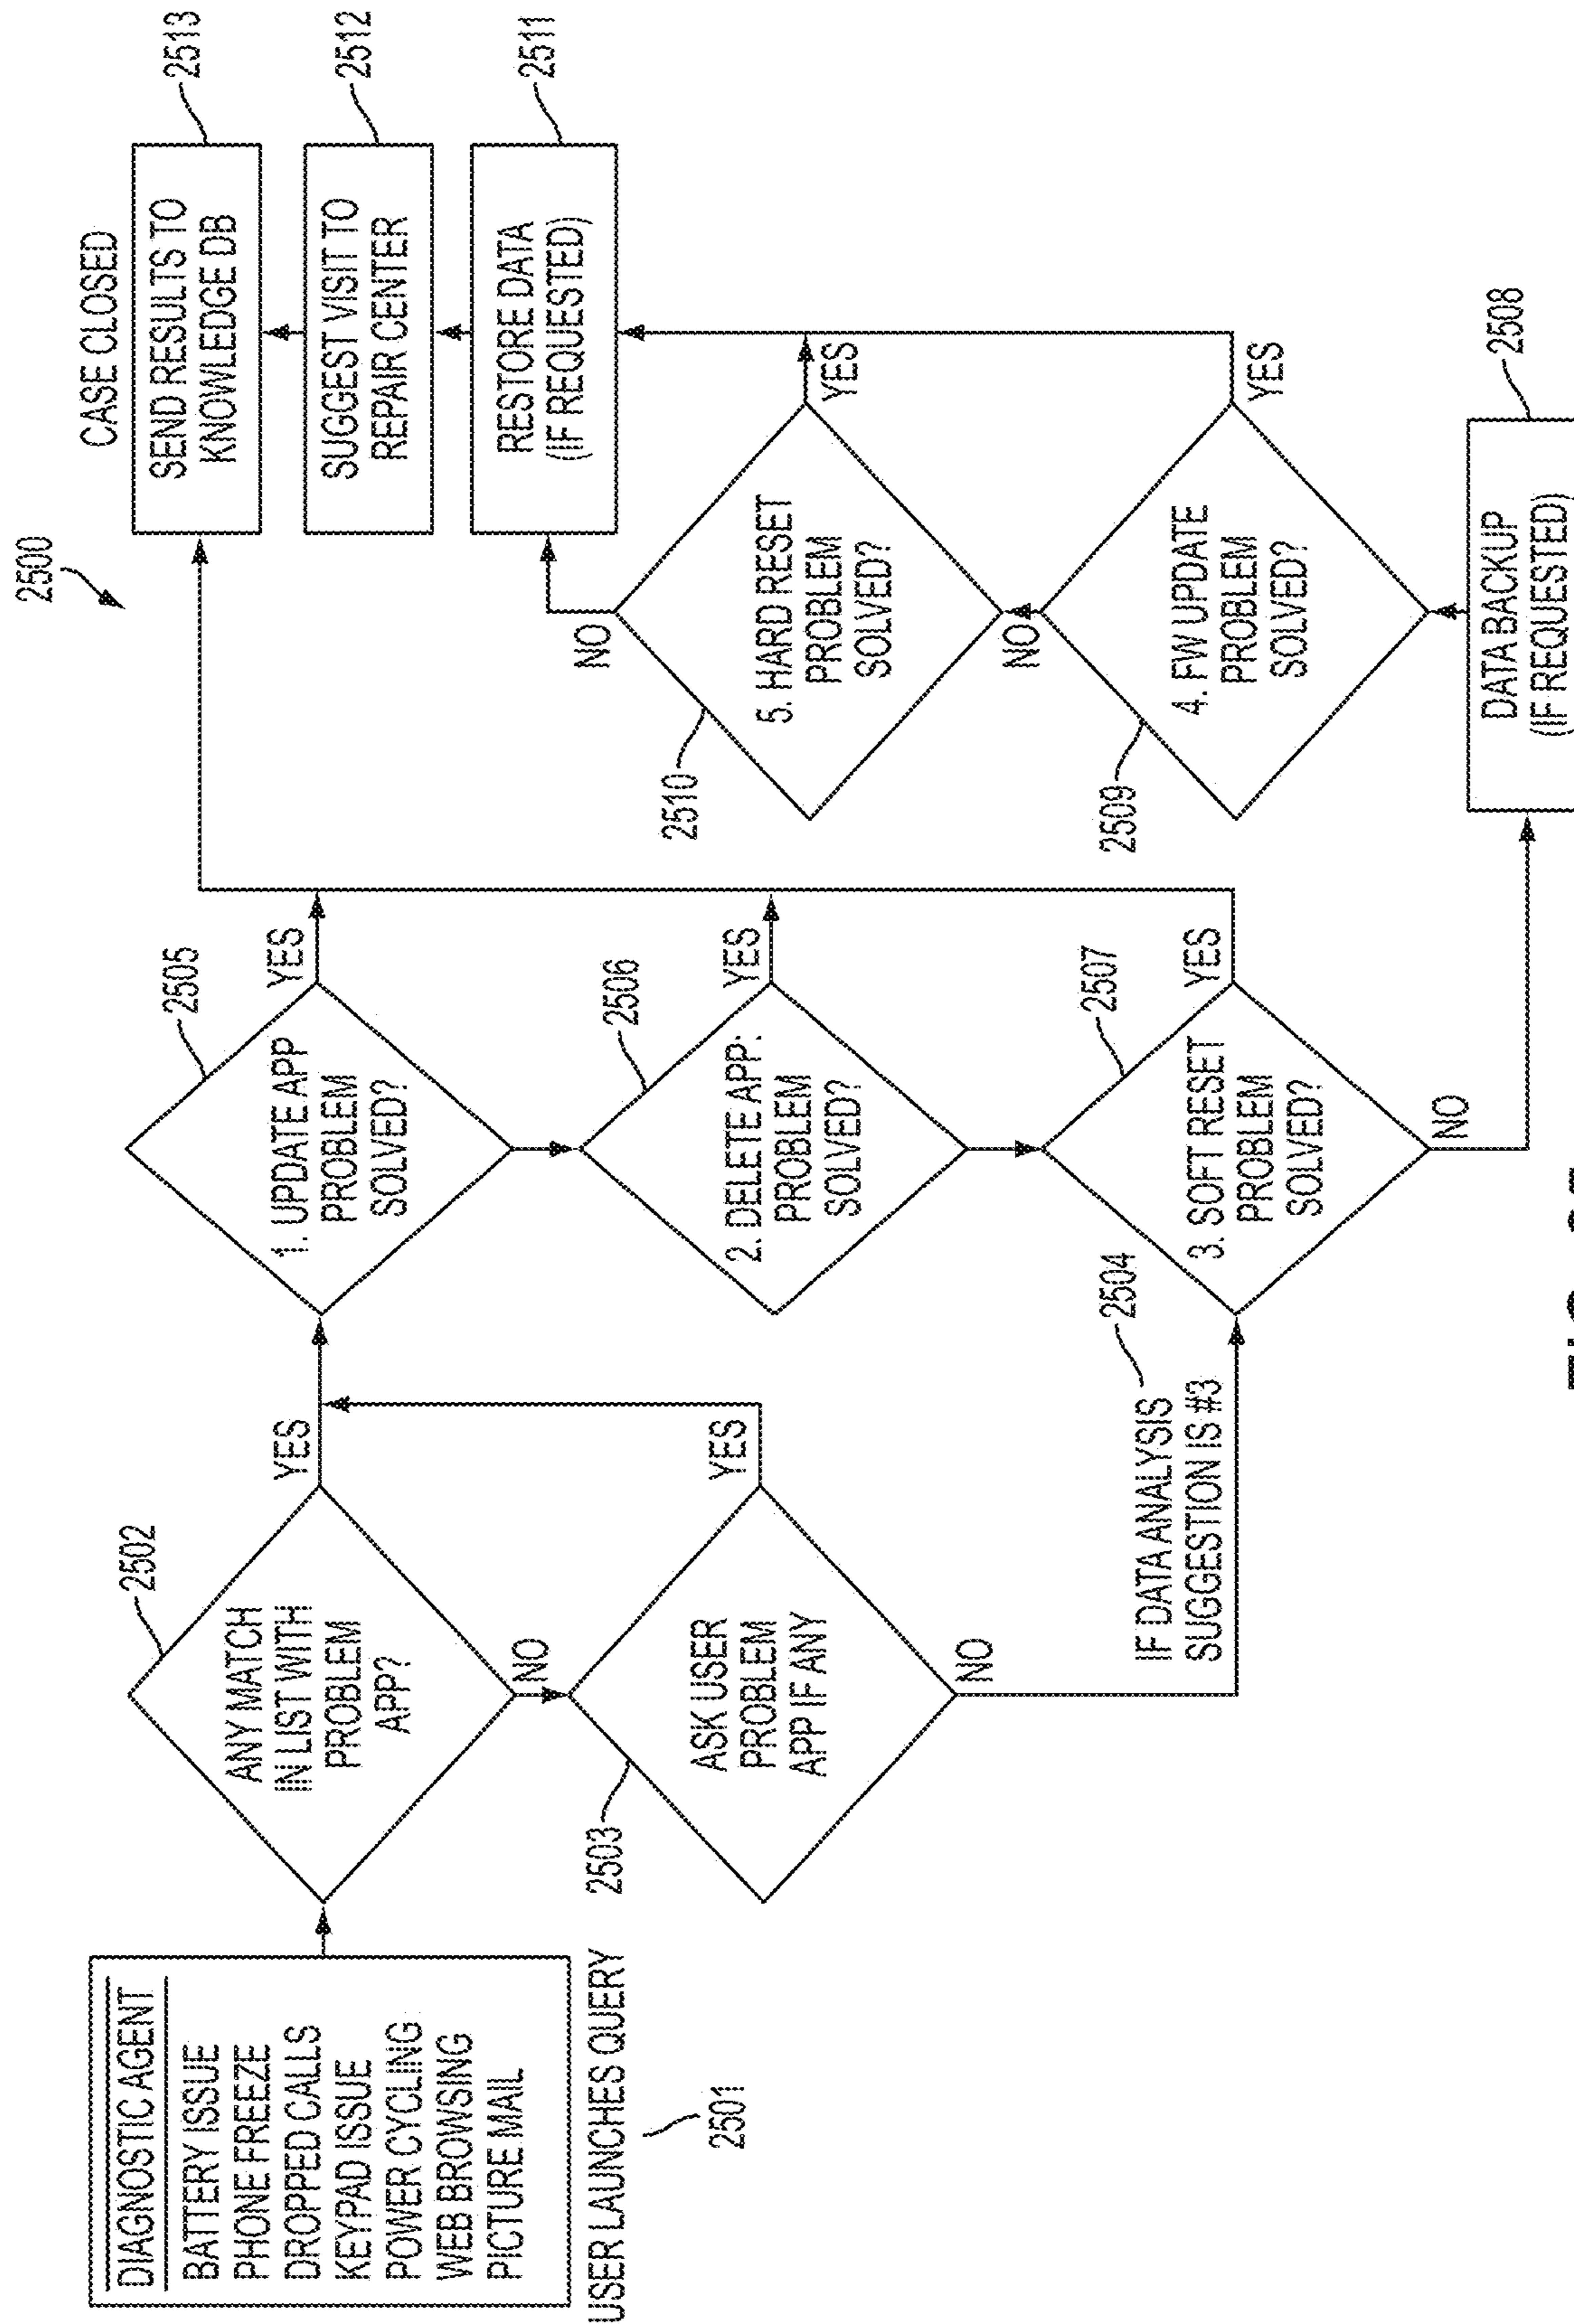 2500
DIAGNOSTIC AGENT
BATTERY ISSUE
PHONE FREEZE
DROPPED CALLS
KEYPAD ISSUE
POWER CYCLING
WEB BROWSING
PICTURE MAIL
USER LAUNCHES QUERY
2501
2502
ANY MATCH
IN LIST WITH
PROBLEM
APP?
YES
NO
2503
ASK USER
PROBLEM
APP IF ANY
YES
NO
2504
IF DATA ANALYSIS
SUGGESTION IS #3
2505
1. UPDATE APP
PROBLEM
SOLVED?
YES
2506
2. DELETE APP:
PROBLEM
SOLVED?
YES
2507
3. SOFT RESET
PROBLEM
SOLVED?
YES
NO
CASE CLOSED
SEND RESULTS TO
KNOWLEDGE DB
2513
SUGGEST VISIT TO
REPAIR CENTER
2512
RESTORE DATA
(IF REQUESTED)
2511
NO
5. HARD RESET
PROBLEM
SOLVED?
YES
2510
NO
4. FW UPDATE
PROBLEM
SOLVED?
YES
2509
DATA BACKUP
(IF REQUESTED)
2508